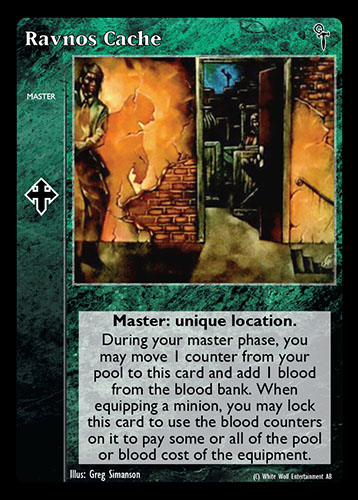 Ravnos Cache
MASTER
Master: unique location.
During your master phase, you
may move 1 counter from your
pool to this card and add 1 blood
from the blood bank. When
equipping a minion, you may lock
this card to use the blood counters
on it to pay some or all of the pool
or blood cost of the equipment.
Illus: Greg Simanson
(C) White Wolf Entertainment AB